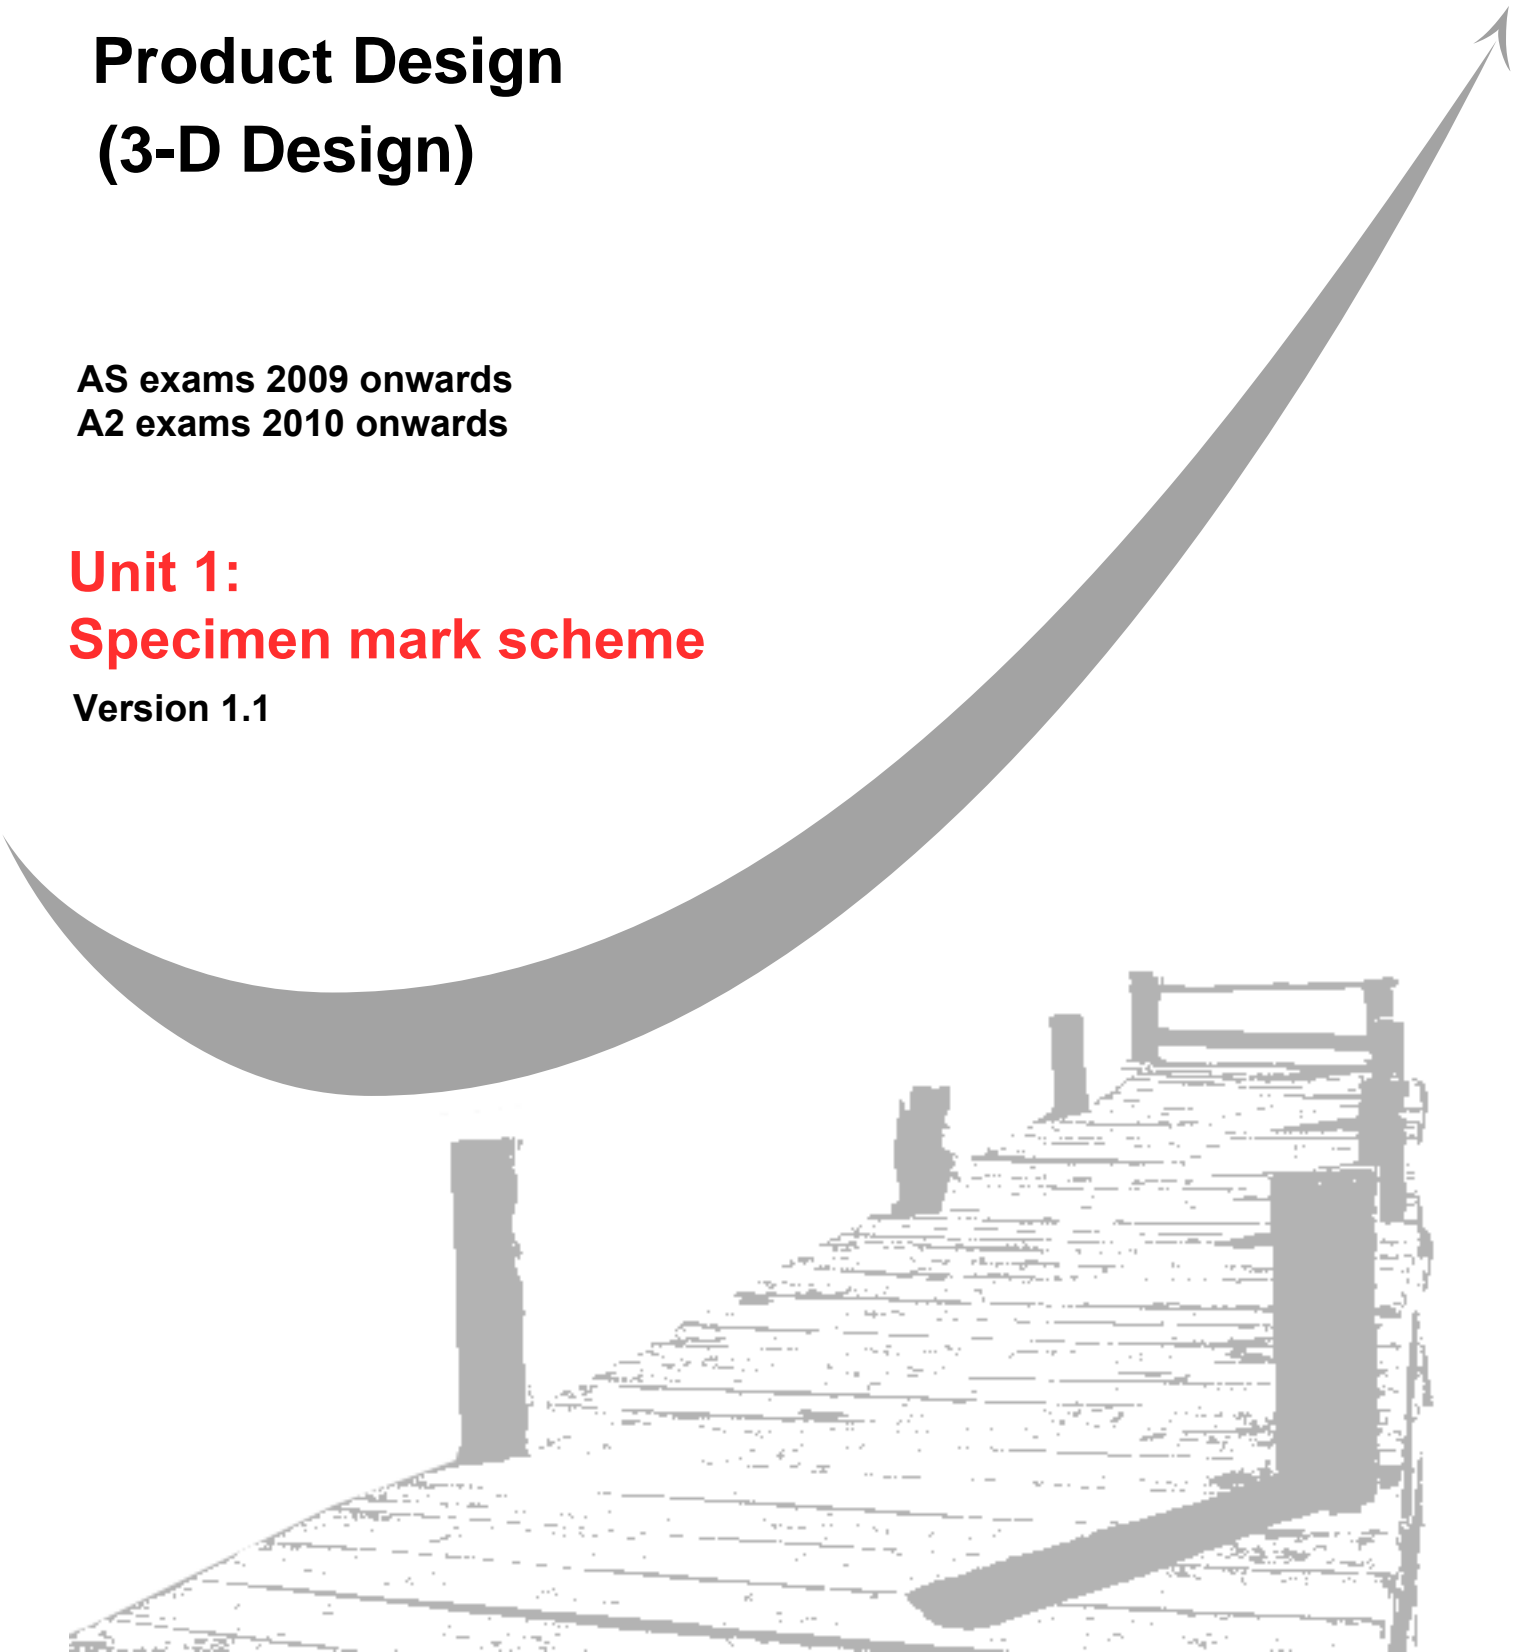 Product Design
(3-D Design)
AS exams 2009 onwards
A2 exams 2010 onwards
Unit 1:
Specimen mark scheme
Version 1.1